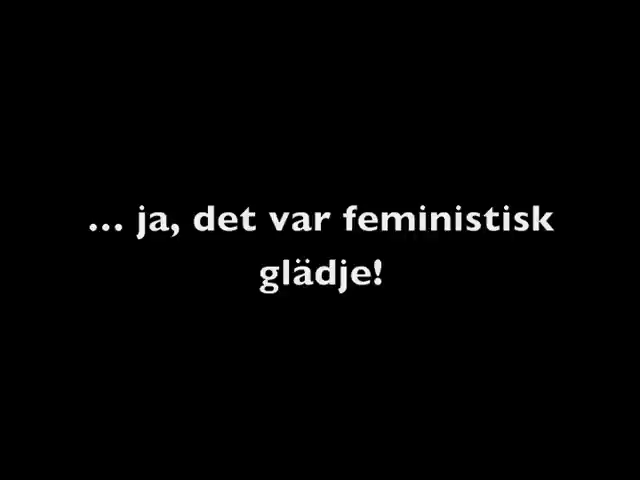 ... ja, det var feministisk
glädje!